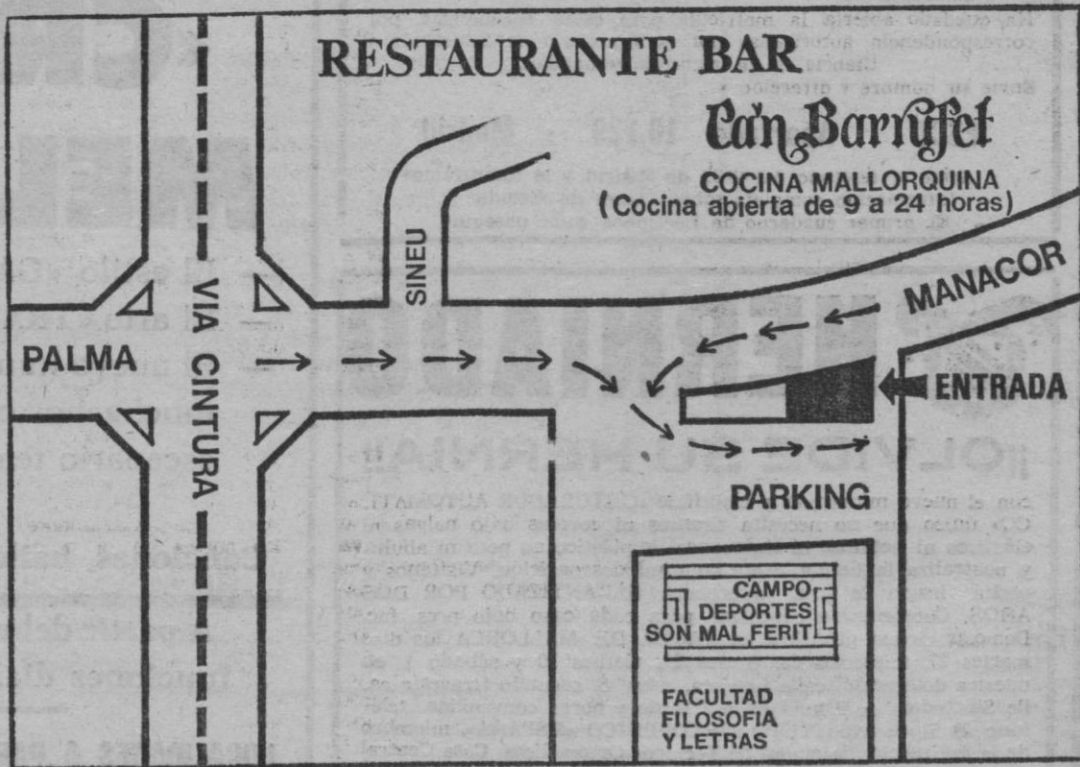 RESTAURANTE BAR
Ca'n Barrufet
COCINA MALLORQUINA
(Cocina abierta de 9 a 24 horas)
SINEU
MANACOR
PALMA
VIA CINTURA
ENTRADA
PARKING
CAMPO
DEPORTES
SON MAL FERIT
FACULTAD
FILOSOFIA
Y LETRAS